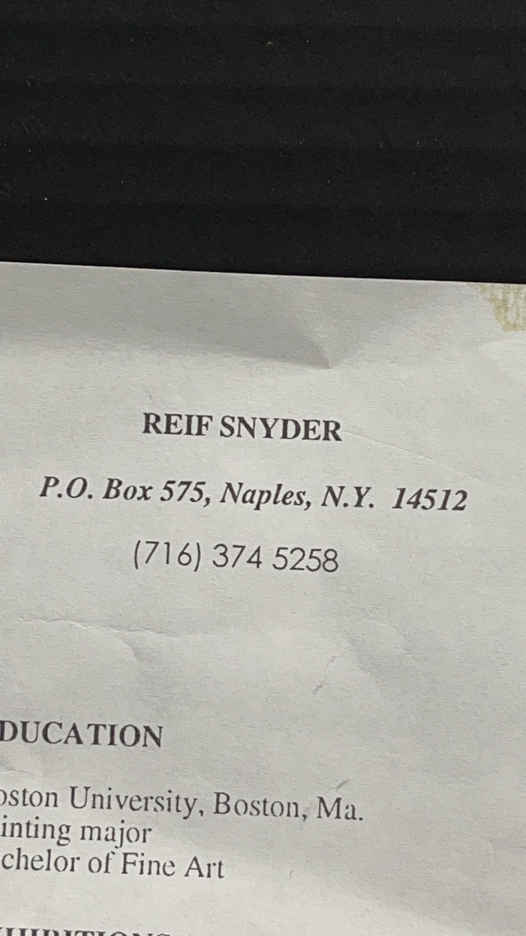 REIF SNYDER
P.O. Box 575, Naples, N.Y. 14512
(716) 374 5258
DUCATION
oston University, Boston, Ma.
inting major
chelor of Fine Art